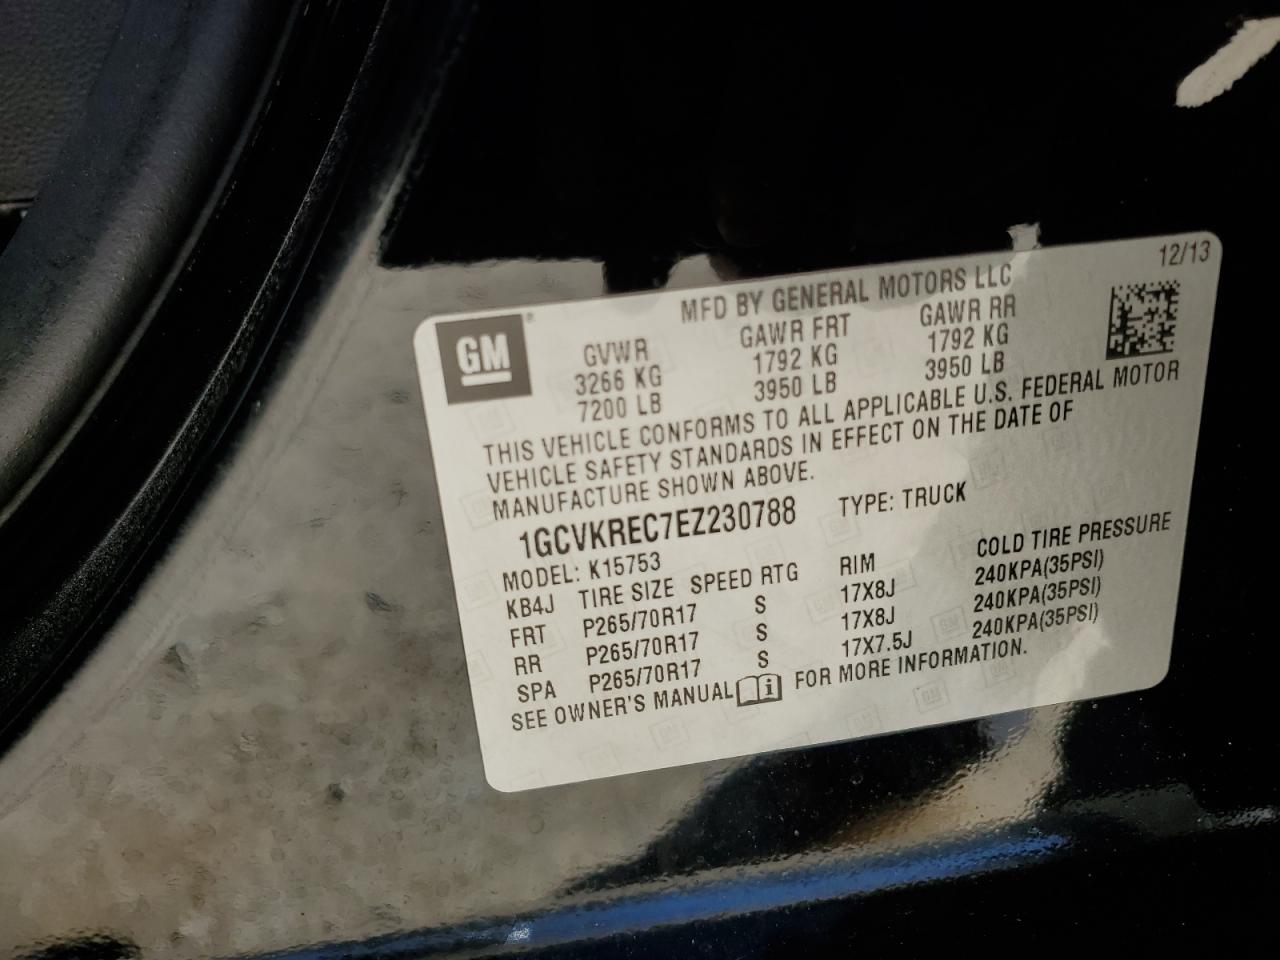 12/13
MFD BY GENERAL MOTORS LLC
GM®
GVWR GAWR FRT GAWR RR
3266 KG 1792 KG 1792 KG
7200 LB 3950 LB 3950 LB
THIS VEHICLE CONFORMS TO ALL APPLICABLE U.S. FEDERAL MOTOR
VEHICLE SAFETY STANDARDS IN EFFECT ON THE DATE OF
MANUFACTURE SHOWN ABOVE.
1GCVKREC7EZ230788 TYPE: TRUCK
MODEL: K15753
KB4J TIRE SIZE SPEED RTG RIM COLD TIRE PRESSURE
FRT P265/70R17 S 17X8J 240KPA(35PSI)
RR P265/70R17 S 17X8J 240KPA(35PSI)
SPA P265/70R17 S 17X7.5J 240KPA(35PSI)
SEE OWNER'S MANUAL i FOR MORE INFORMATION.